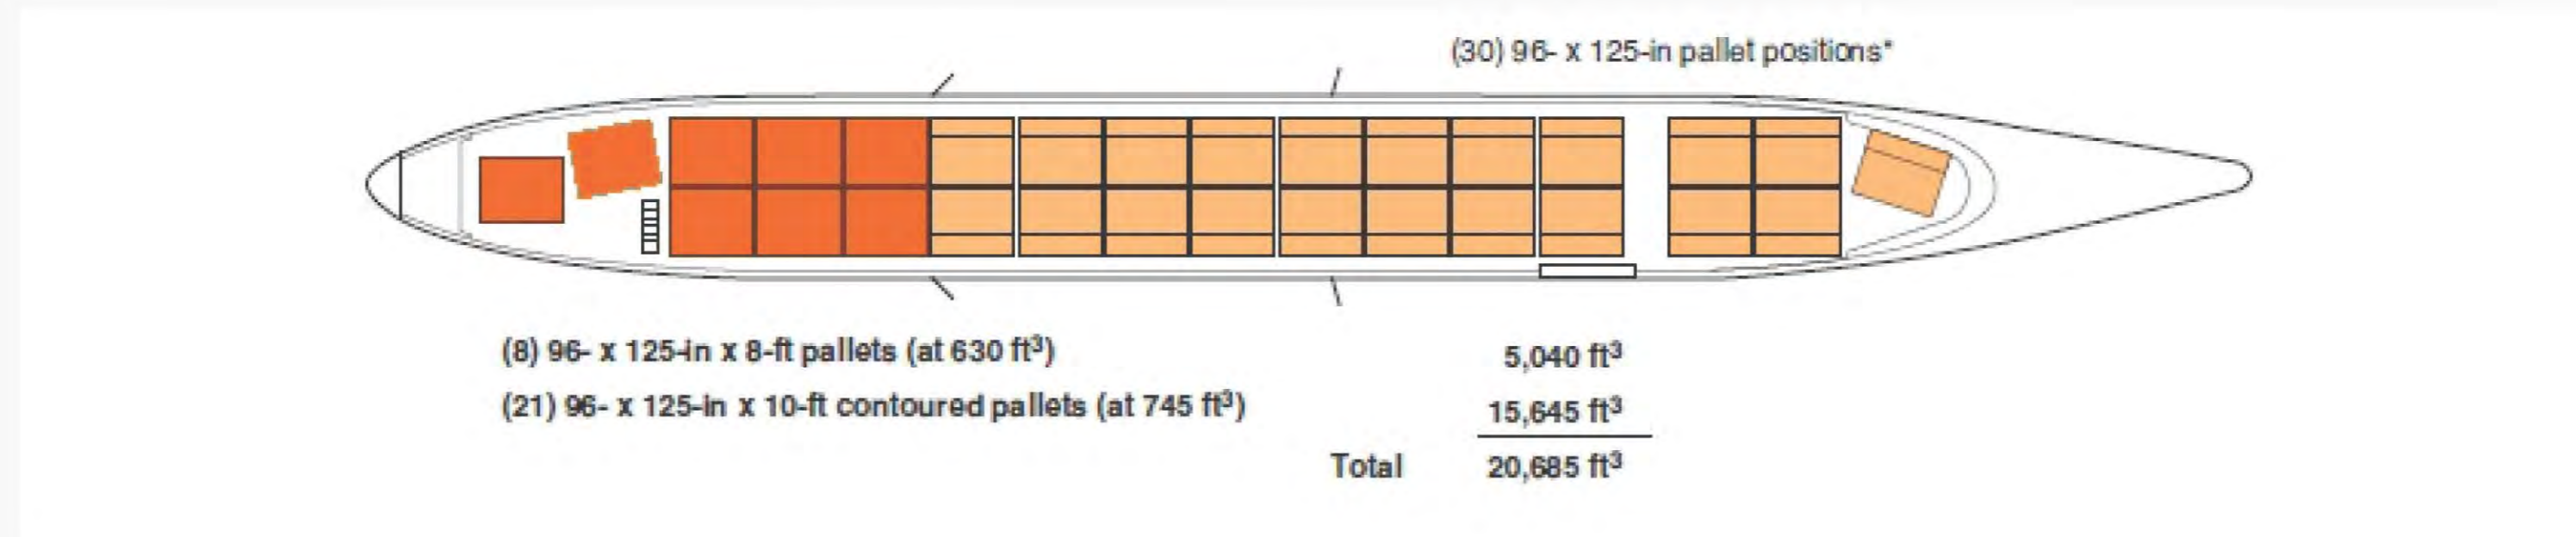 (30) 96- x 125-in pallet positions*
(8) 96- x 125-in x 8-ft pallets (at 630 ft³) 5,040 ft³
(21) 96- x 125-in x 10-ft contoured pallets (at 745 ft³) 15,645 ft³
Total 20,685 ft³